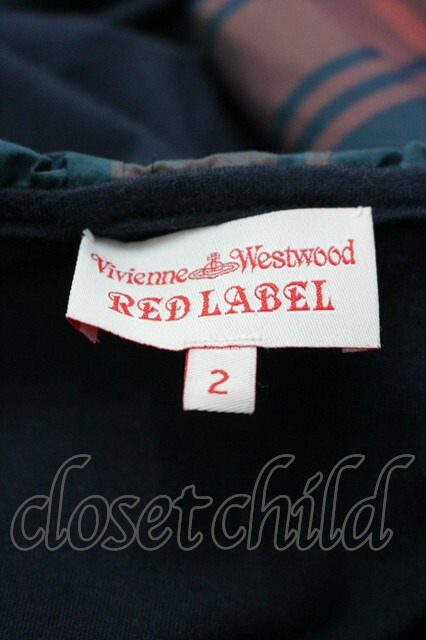 Vivienne Westwood
RED LABEL
2
closetchild